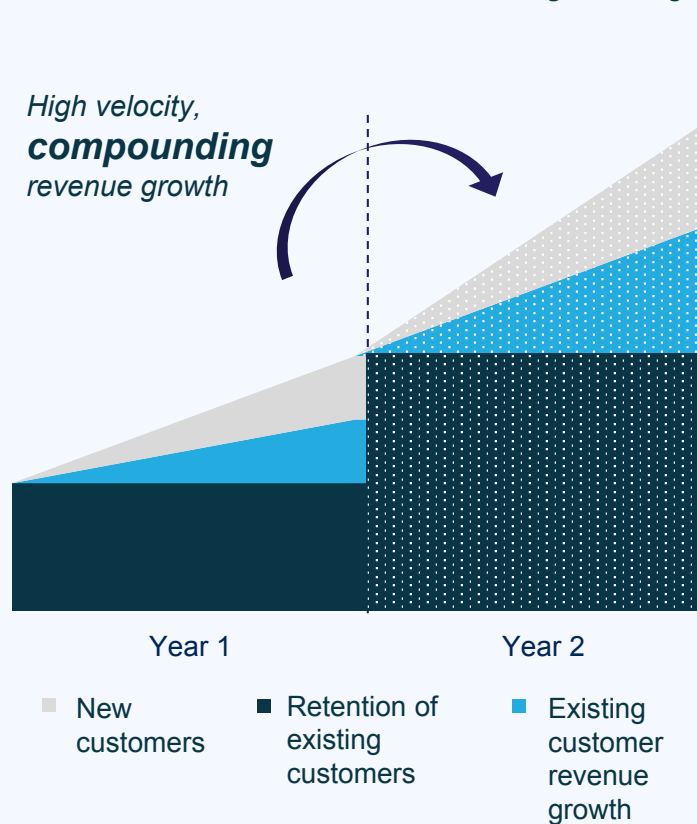 High velocity,
compounding
revenue growth
Year 1
Year 2
New
customers
Retention of
existing
customers
Existing
customer
revenue
growth